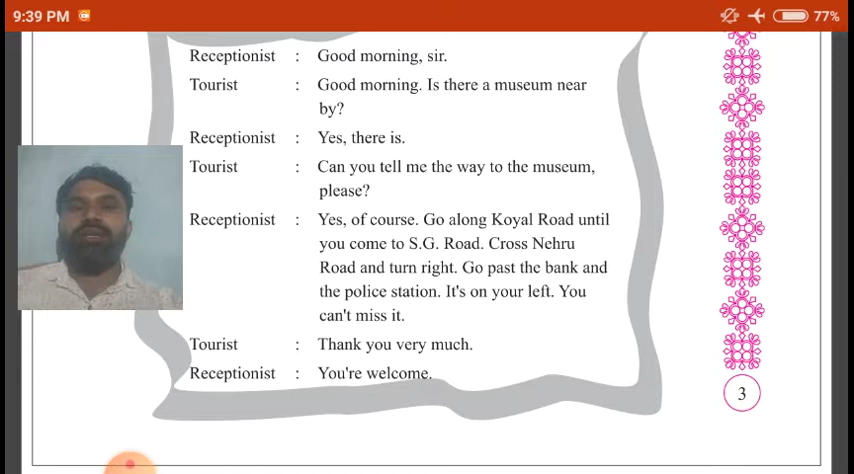 9:39 PM 77%
Receptionist : Good morning, sir.
Tourist : Good morning. Is there a museum near
by?
Receptionist : Yes, there is.
Tourist : Can you tell me the way to the museum,
please?
Receptionist : Yes, of course. Go along Koyal Road until
you come to S.G. Road. Cross Nehru
Road and turn right. Go past the bank and
the police station. It's on your left. You
can't miss it.
Tourist : Thank you very much.
Receptionist : You're welcome.
3